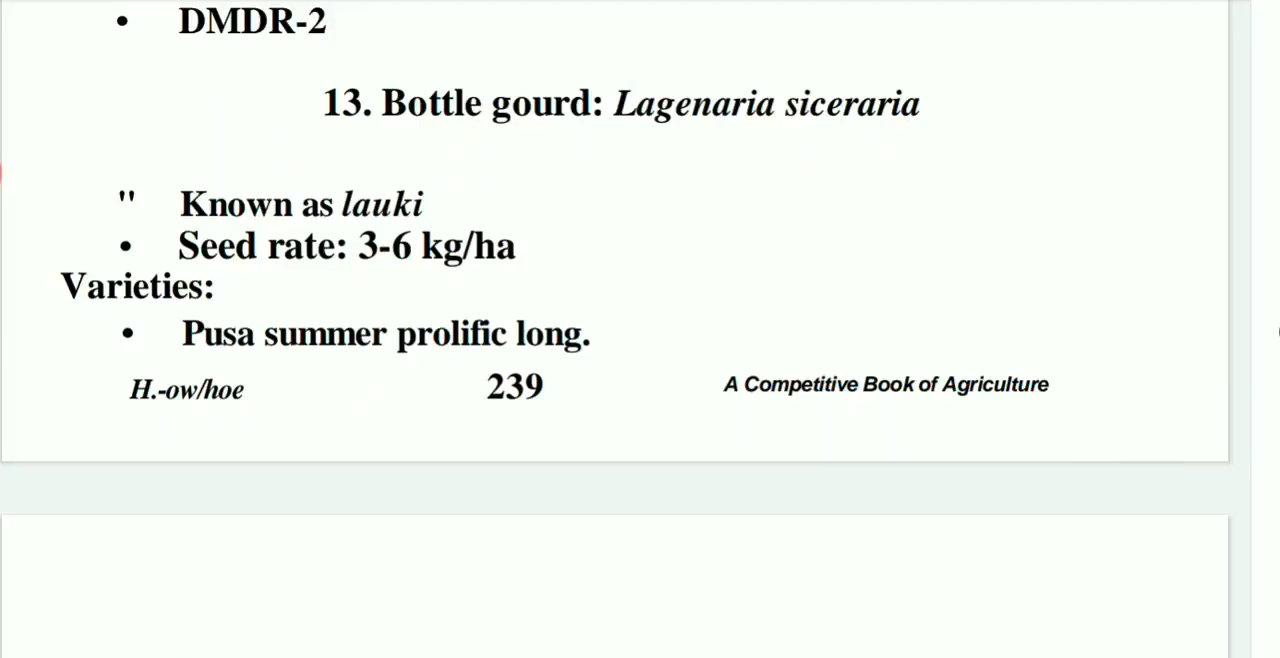 • DMDR-2
13. Bottle gourd: Lagenaria siceraria
" Known as lauki
• Seed rate: 3-6 kg/ha
Varieties:
• Pusa summer prolific long.
H.-ow/hoe 239 A Competitive Book of Agriculture